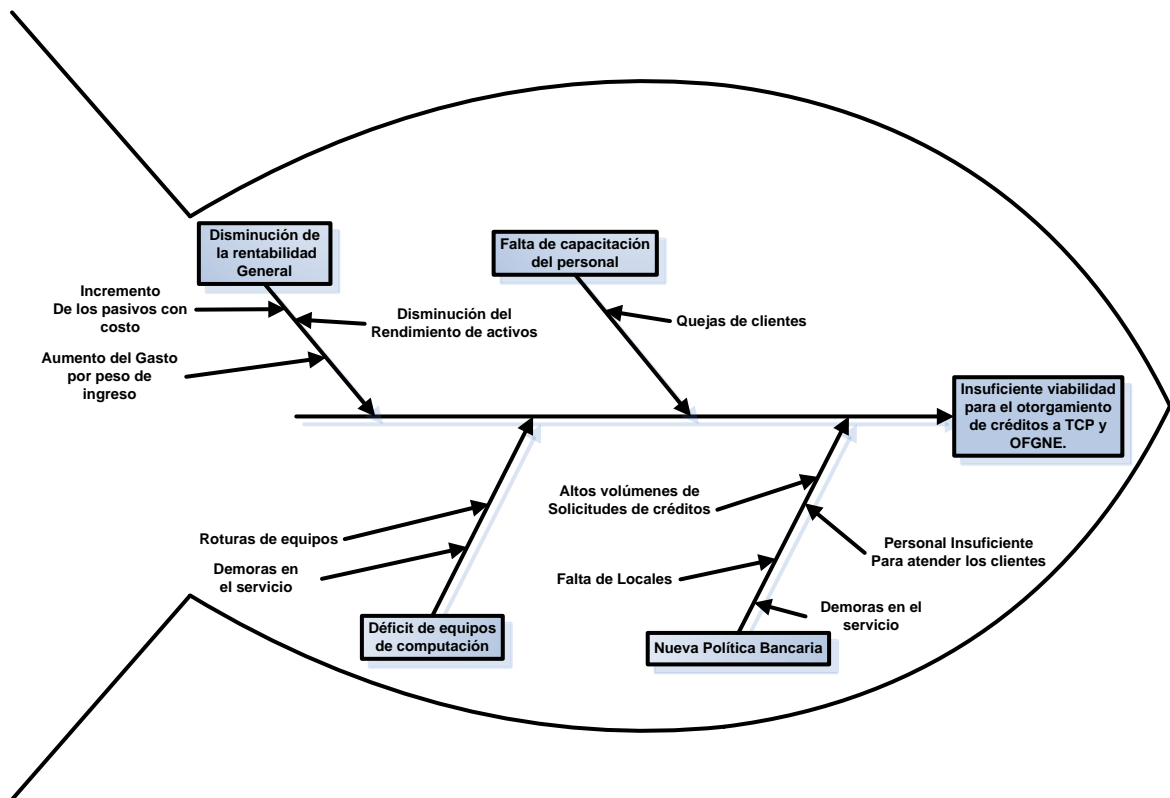 Disminución de
la rentabilidad
General
Falta de capacitación
del personal
Incremento
De los pasivos con
costo
Disminución del
Rendimiento de activos
Quejas de clientes
Aumento del Gasto
por peso de
ingreso
Insuficiente viabilidad
para el otorgamiento
de créditos a TCP y
OFGNE.
Altos volúmenes de
Solicitudes de créditos
Roturas de equipos
Personal Insuficiente
Para atender los clientes
Demoras en
el servicio
Falta de Locales
Demoras en el
servicio
Déficit de equipos
de computación
Nueva Política Bancaria